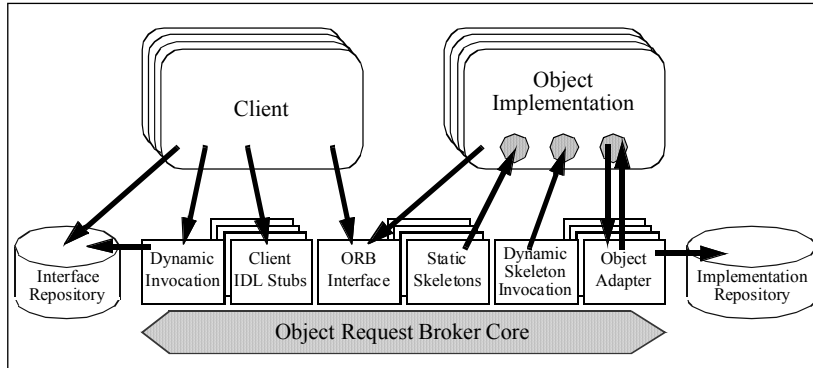 Client
Object
Implementation
Interface
Repository
Dynamic
Invocation
Client
IDL Stubs
ORB
Interface
Static
Skeletons
Dynamic
Skeleton
Invocation
Object
Adapter
Implementation
Repository
Object Request Broker Core